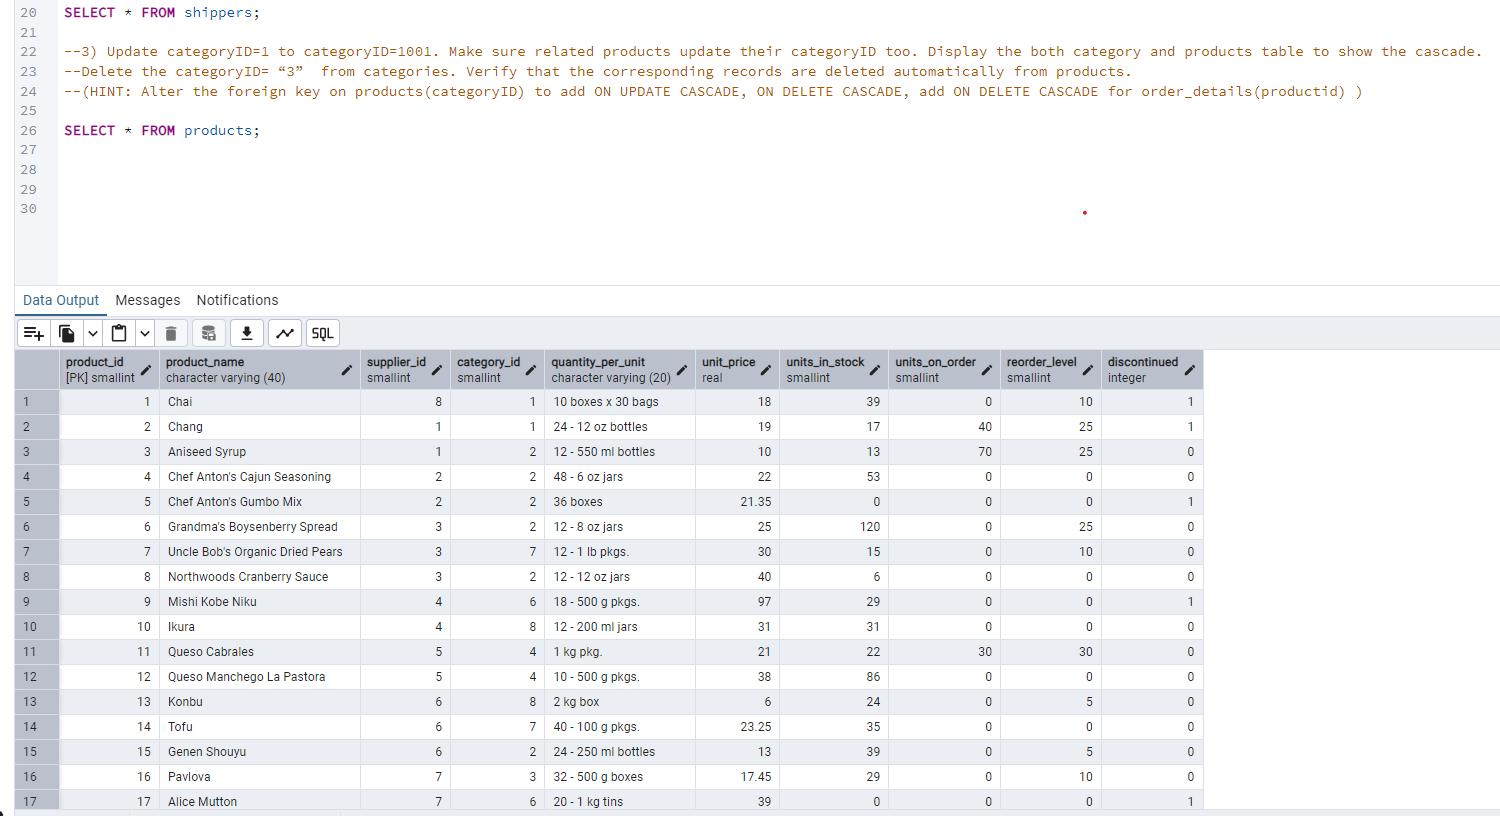 20 SELECT * FROM shippers;
21
22 --3) Update categoryID=1 to categoryID=1001. Make sure related products update their categoryID too. Display the both category and products table to show the cascade.
23 --Delete the categoryID= “3”  from categories. Verify that the corresponding records are deleted automatically from products.
24 --(HINT: Alter the foreign key on products(categoryID) to add ON UPDATE CASCADE, ON DELETE CASCADE, add ON DELETE CASCADE for order_details(productid) )
25
26 SELECT * FROM products;
27
28
29
30
Data Output Messages Notifications
SQL
product_id product_name supplier_id category_id quantity_per_unit unit_price units_in_stock units_on_order reorder_level discontinued
[PK] smallint character varying (40) smallint smallint character varying (20) real smallint smallint smallint integer
1 1 Chai 8 1 10 boxes x 30 bags 18 39 0 10 1
2 2 Chang 1 1 24 - 12 oz bottles 19 17 40 25 1
3 3 Aniseed Syrup 1 2 12 - 550 ml bottles 10 13 70 25 0
4 4 Chef Anton's Cajun Seasoning 2 2 48 - 6 oz jars 22 53 0 0 0
5 5 Chef Anton's Gumbo Mix 2 2 36 boxes 21.35 0 0 0 1
6 6 Grandma's Boysenberry Spread 3 2 12 - 8 oz jars 25 120 0 25 0
7 7 Uncle Bob's Organic Dried Pears 3 7 12 - 1 lb pkgs. 30 15 0 10 0
8 8 Northwoods Cranberry Sauce 3 2 12 - 12 oz jars 40 6 0 0 0
9 9 Mishi Kobe Niku 4 6 18 - 500 g pkgs. 97 29 0 0 1
10 10 Ikura 4 8 12 - 200 ml jars 31 31 0 0 0
11 11 Queso Cabrales 5 4 1 kg pkg. 21 22 30 30 0
12 12 Queso Manchego La Pastora 5 4 10 - 500 g pkgs. 38 86 0 0 0
13 13 Konbu 6 8 2 kg box 6 24 0 5 0
14 14 Tofu 6 7 40 - 100 g pkgs. 23.25 35 0 0 0
15 15 Genen Shouyu 6 2 24 - 250 ml bottles 13 39 0 5 0
16 16 Pavlova 7 3 32 - 500 g boxes 17.45 29 0 10 0
17 17 Alice Mutton 7 6 20 - 1 kg tins 39 0 0 0 1